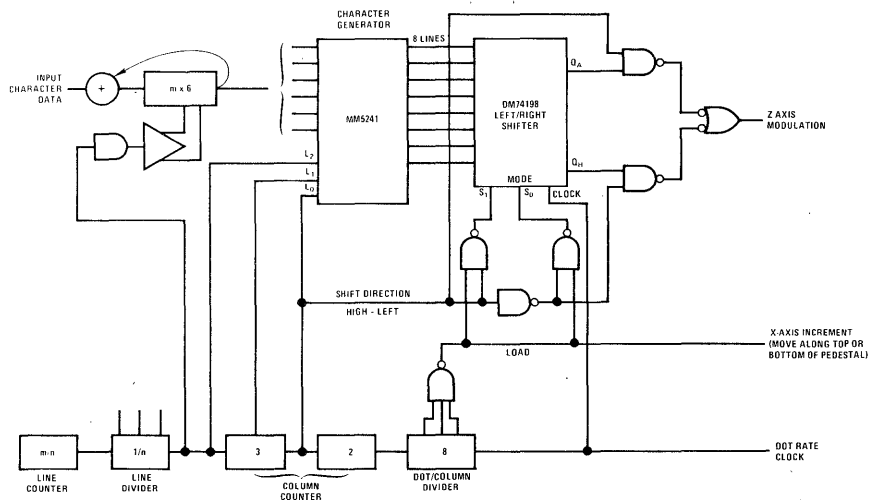 CHARACTER
GENERATOR
8 LINES
INPUT
CHARACTER
DATA
+
m x 6
MM5241
DM74198
LEFT/RIGHT
SHIFTER
QA
QH
Z AXIS
MODULATION
L2
L1
L0
MODE
S1
S0
CLOCK
SHIFT DIRECTION
HIGH - LEFT
LOAD
X-AXIS INCREMENT
(MOVE ALONG TOP OR
BOTTOM OF PEDESTAL)
m-n
1/n
3
2
8
DOT RATE
CLOCK
LINE
COUNTER
LINE
DIVIDER
COLUMN
COUNTER
DOT/COLUMN
DIVIDER